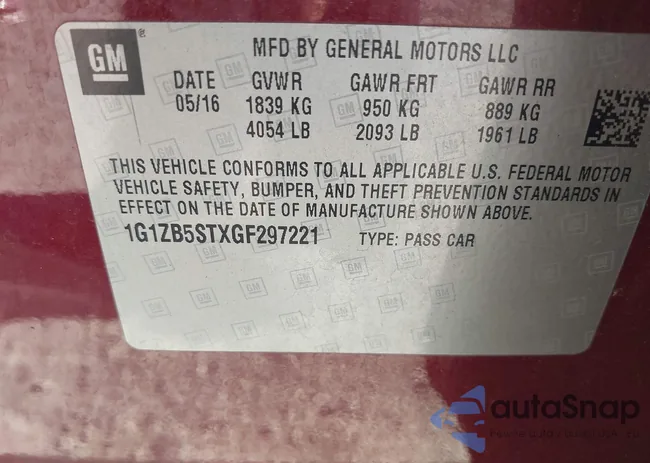 GM
MFD BY GENERAL MOTORS LLC
DATE GVWR GAWR FRT GAWR RR
05/16 1839 KG 950 KG 889 KG
4054 LB 2093 LB 1961 LB
THIS VEHICLE CONFORMS TO ALL APPLICABLE U.S. FEDERAL MOTOR
VEHICLE SAFETY, BUMPER, AND THEFT PREVENTION STANDARDS IN
EFFECT ON THE DATE OF MANUFACTURE SHOWN ABOVE.
1G1ZB5STXGF297221 TYPE: PASS CAR
autoSnap